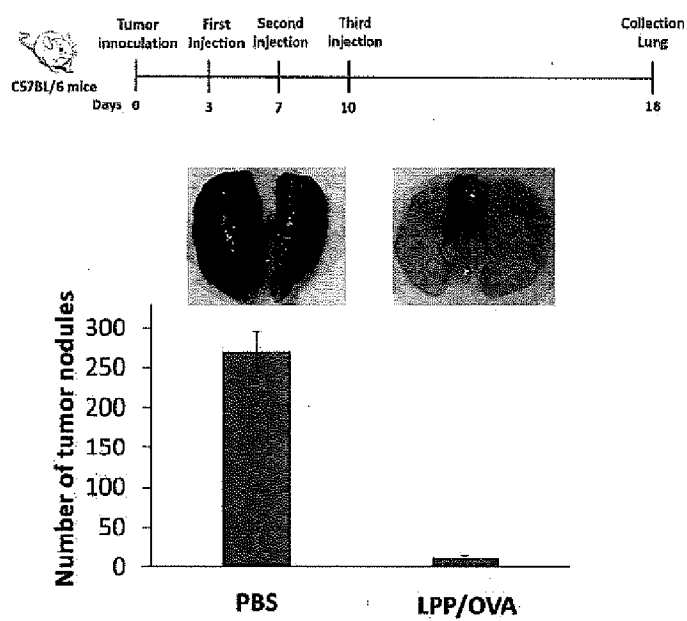 Tumor First Second Third Collection
innoculation Injection Injection Injection Lung
C57BL/6 mice
Days 0 3 7 10 18
Number of tumor nodules
300
250
200
150
100
50
0
PBS LPP/OVA